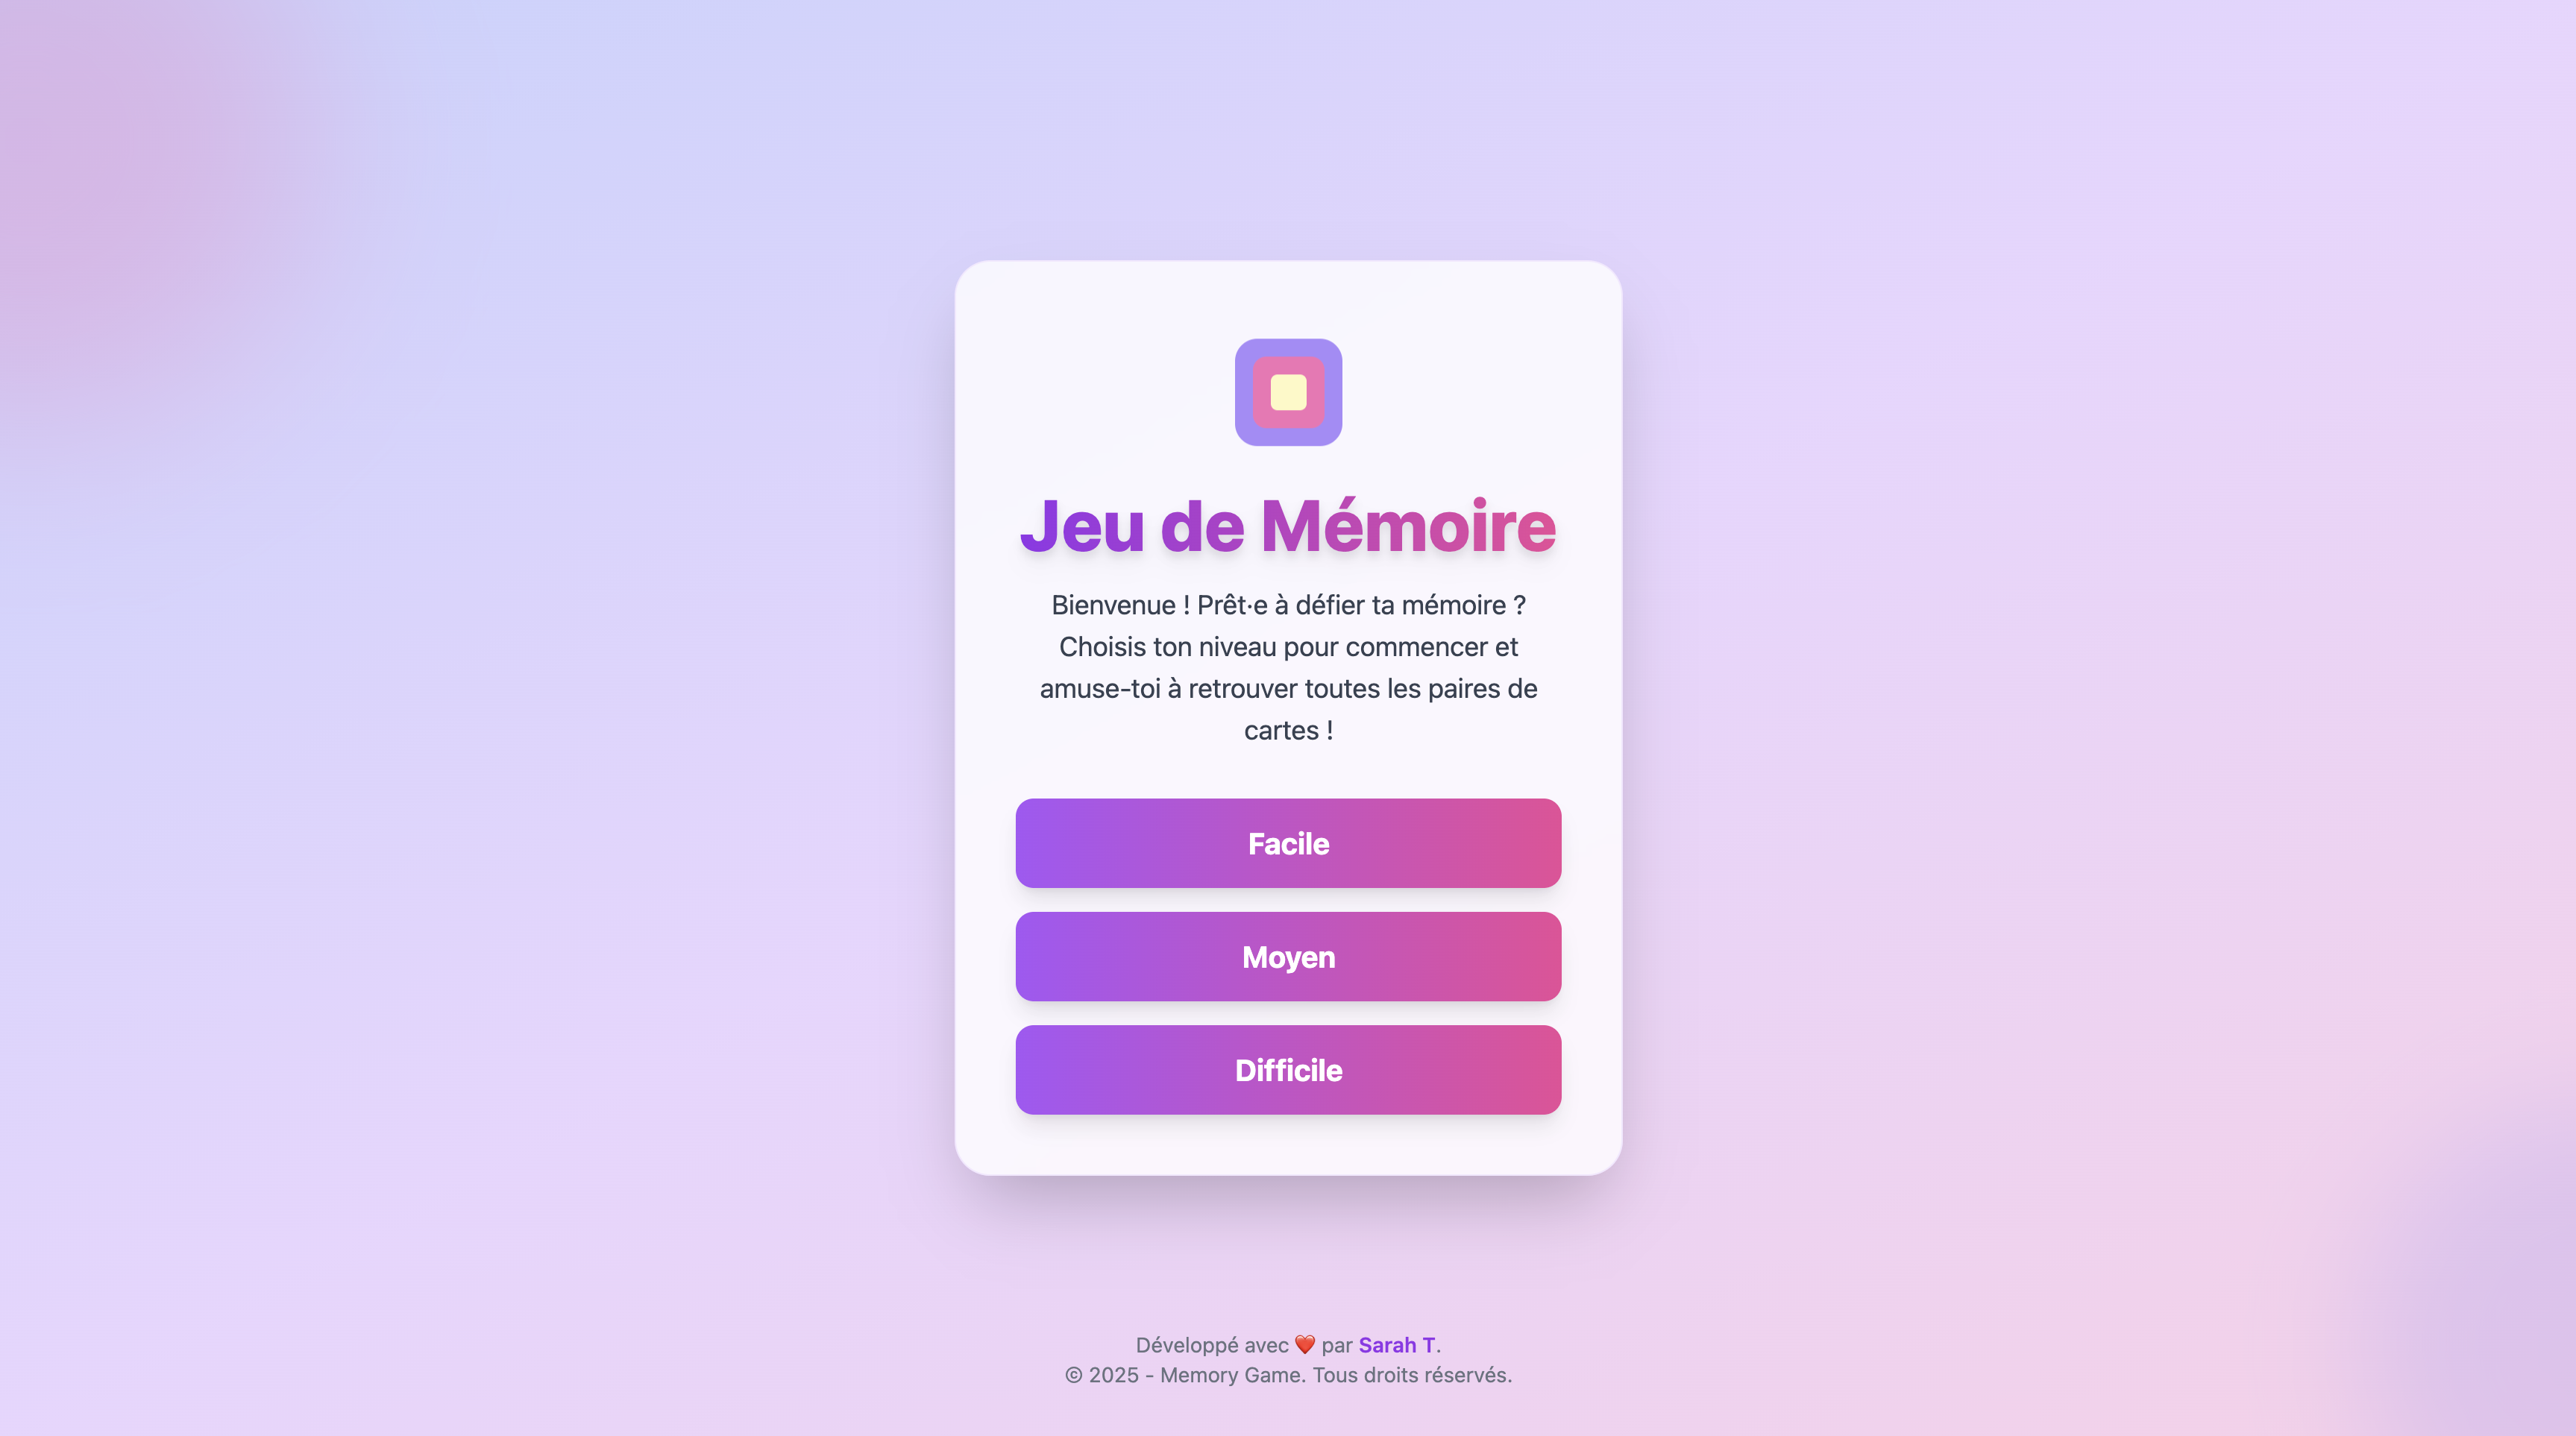 Jeu de Mémoire
Bienvenue ! Prêt·e à défier ta mémoire ?
Choisis ton niveau pour commencer et
amuse-toi à retrouver toutes les paires de
cartes !
Facile
Moyen
Difficile
Développé avec ❤️ par Sarah T.
© 2025 - Memory Game. Tous droits réservés.